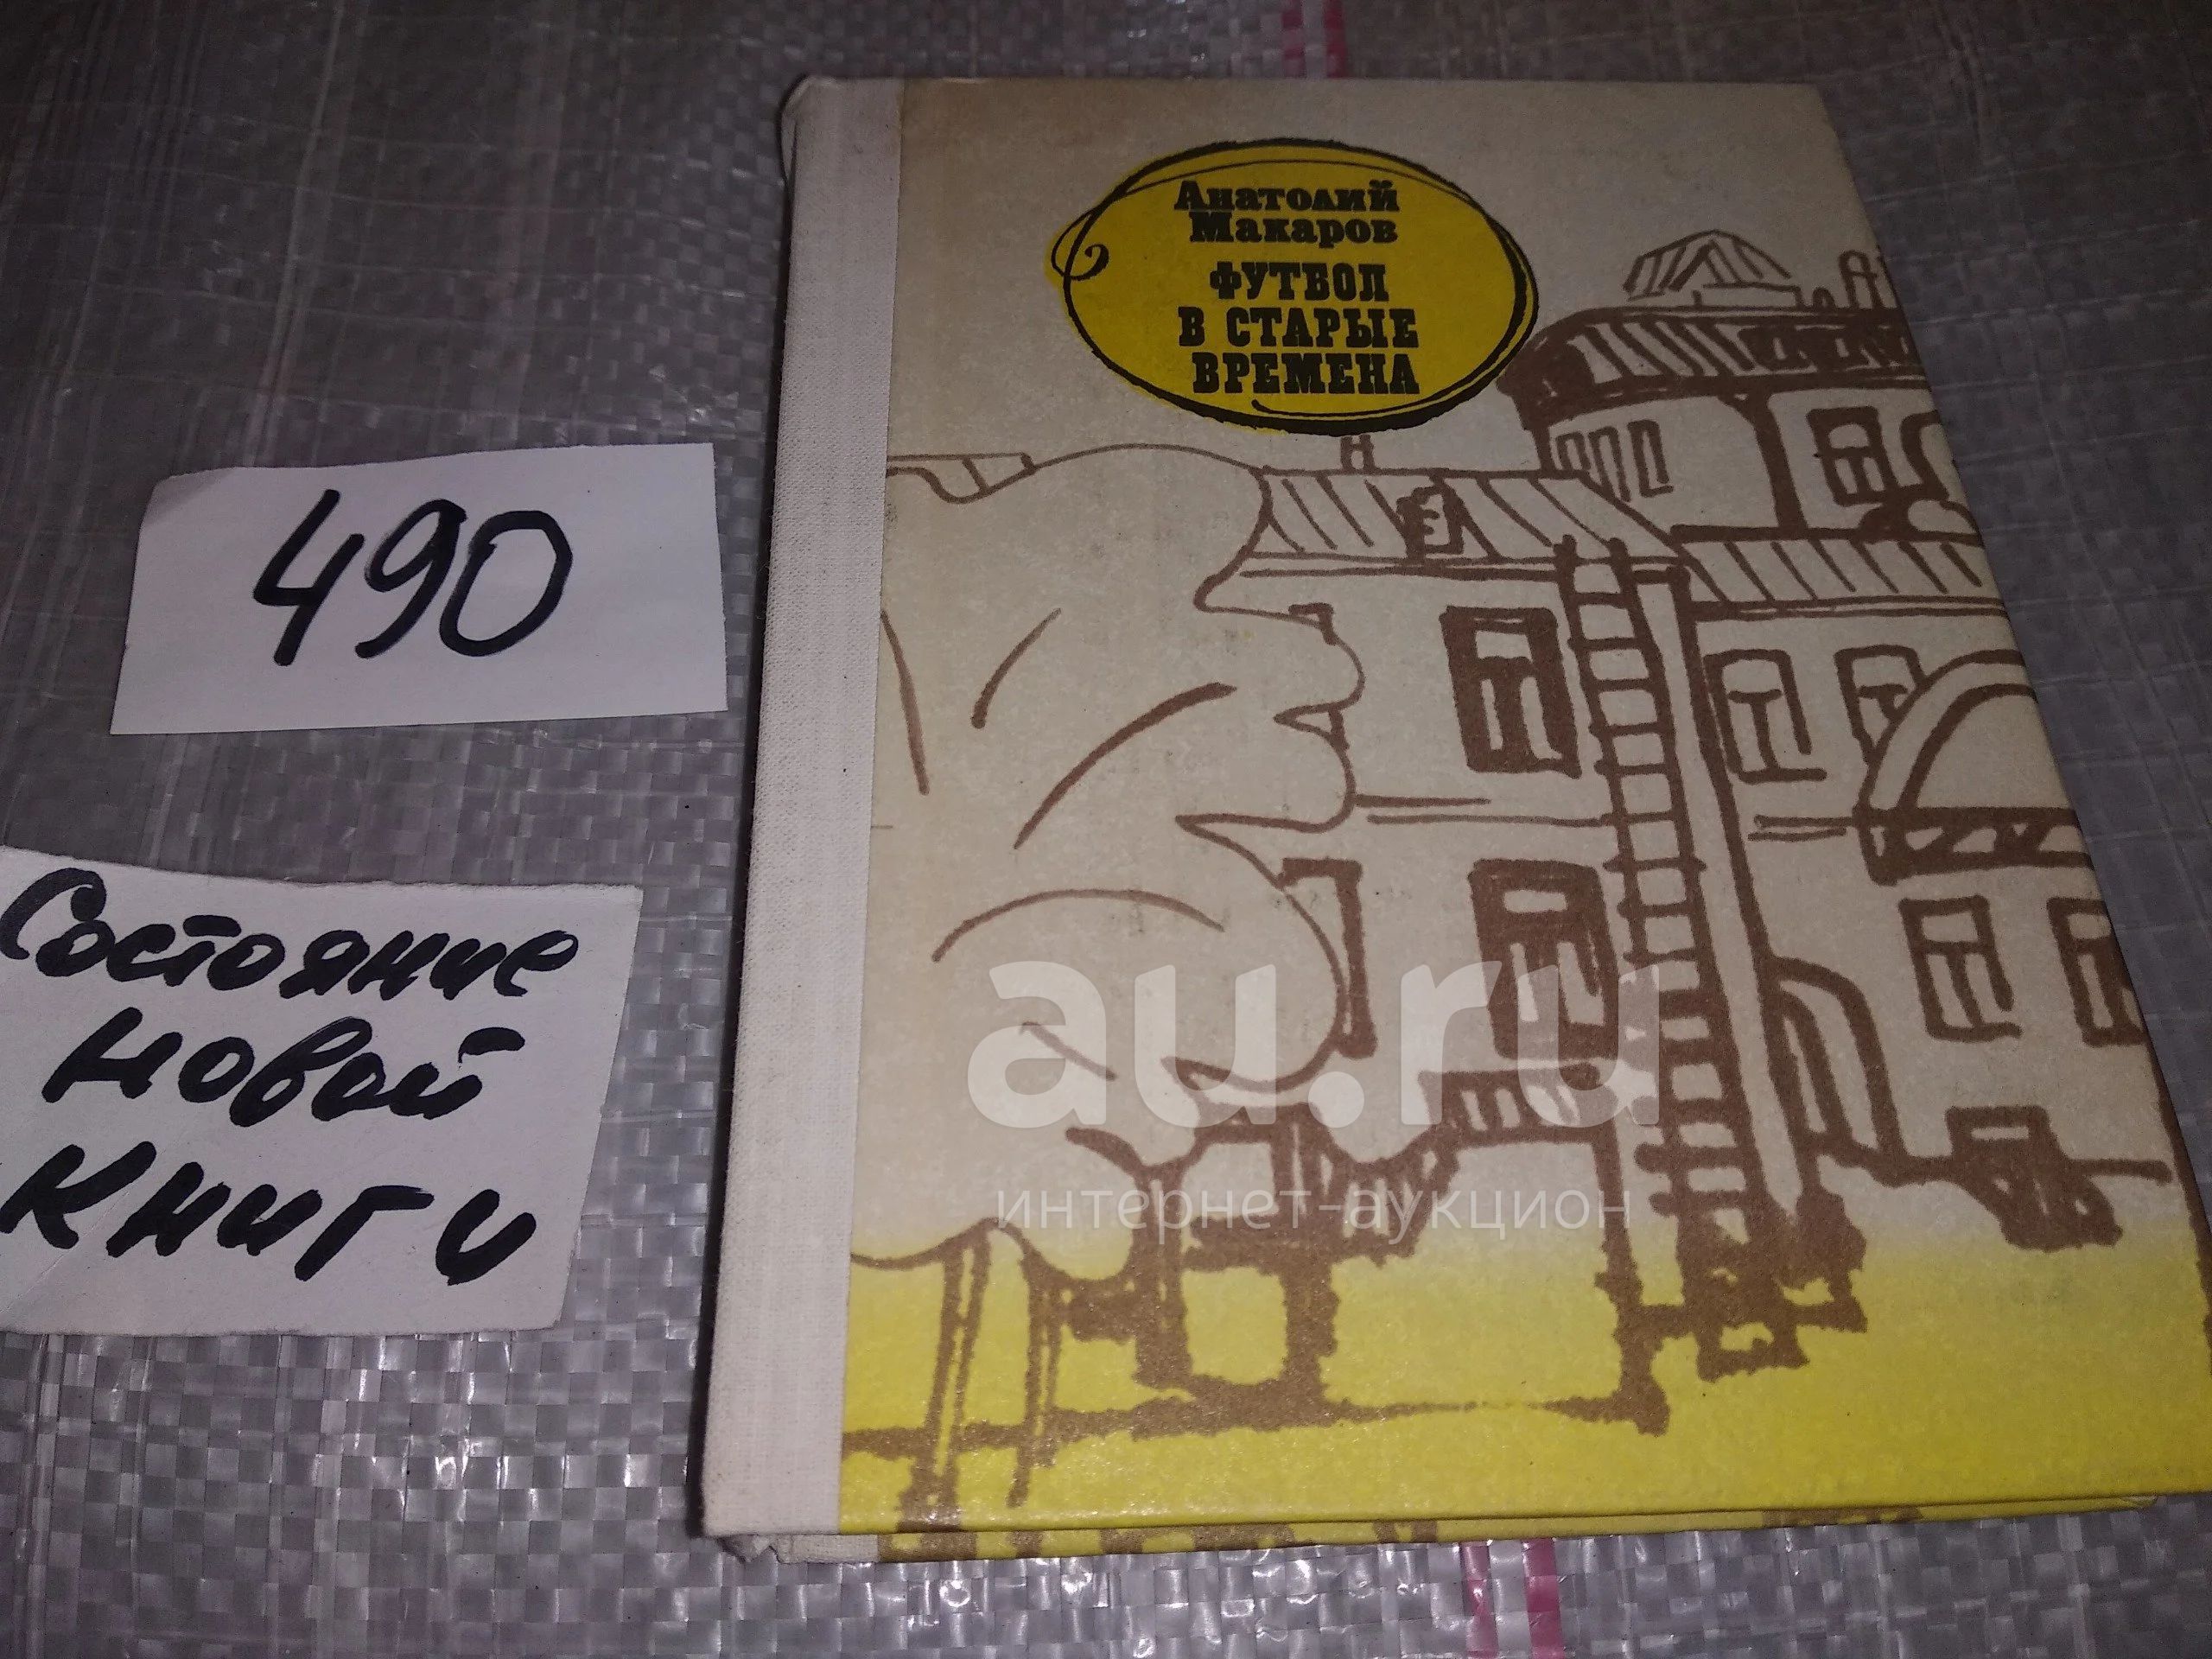 490
Состояние
новой
книги
Анатолий
Макаров
ФУТБОЛ
В СТАРЫЕ
ВРЕМЕНА
au.ru
интернет-аукцион